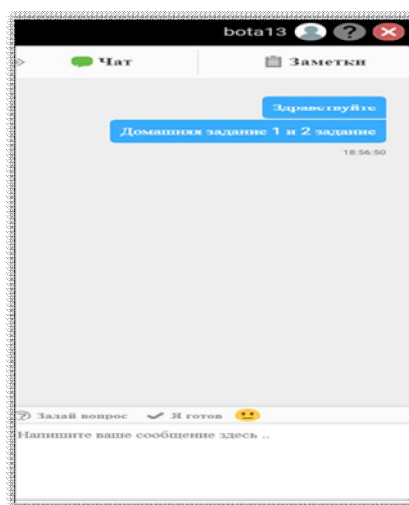 bota13
Чат
Заметки
Здравствуйте
Домашняя задание 1 и 2 задание
18:56:50
Задай вопрос
Я готов
Напишите ваше сообщение здесь ..